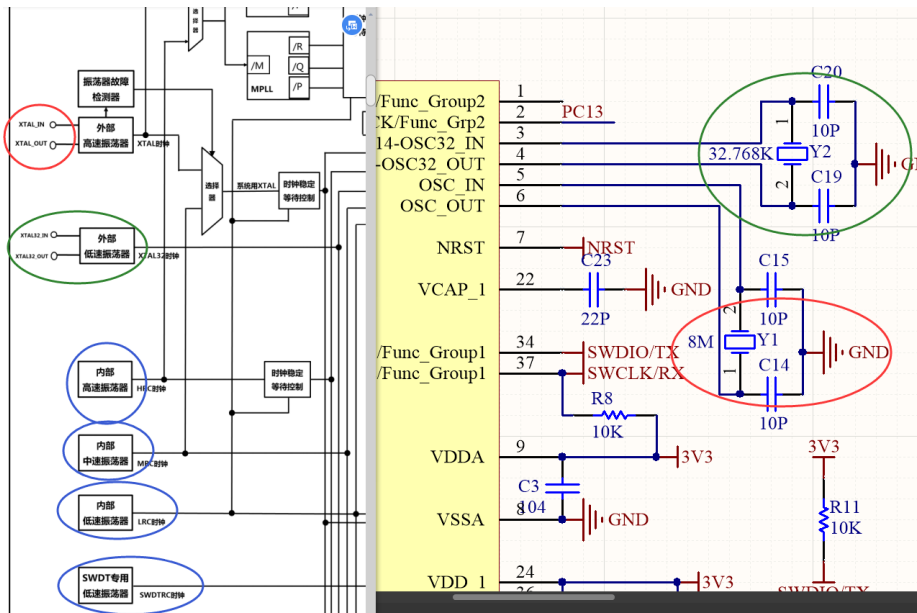 选
择
器
/M
MPLL
/R
/Q
/P
振荡器故障
检测器
XTAL_IN
XTAL_OUT
外部
高速振荡器
XTAL时钟
选择
器
系统用XTAL
时钟稳定
等待控制
XTAL32_IN
XTAL32_OUT
外部
低速振荡器
XTAL32时钟
内部
高速振荡器
HRC时钟
时钟稳定
等待控制
内部
中速振荡器
MRC时钟
内部
低速振荡器
LRC时钟
SWDT专用
低速振荡器
SWDTRC时钟
/Func_Group2
1
CK/Func_Grp2
2
PC13
14-OSC32_IN
3
-OSC32_OUT
4
OSC_IN
5
OSC_OUT
6
NRST
7
NRST
C23
VCAP_1
22
GND
22P
/Func_Group1
34
SWDIO/TX
/Func_Group1
37
SWCLK/RX
R8
10K
VDDA
9
3V3
C3
104
VSSA
8
GND
VDD_1
24
3V3
C20
10P
1
32.768K
Y2
2
C19
10P
C15
10P
2
8M
Y1
GND
1
C14
10P
3V3
R11
10K
SWDIO/TX